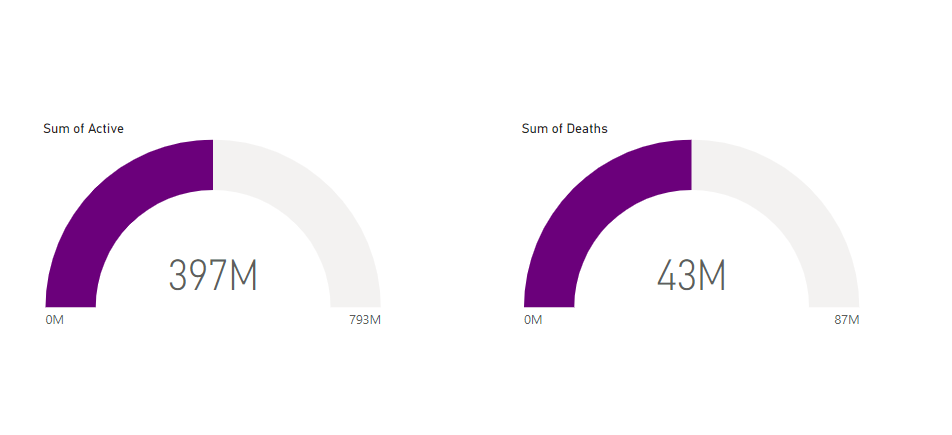 Sum of Active
397M
0M
793M
Sum of Deaths
43M
0M
87M